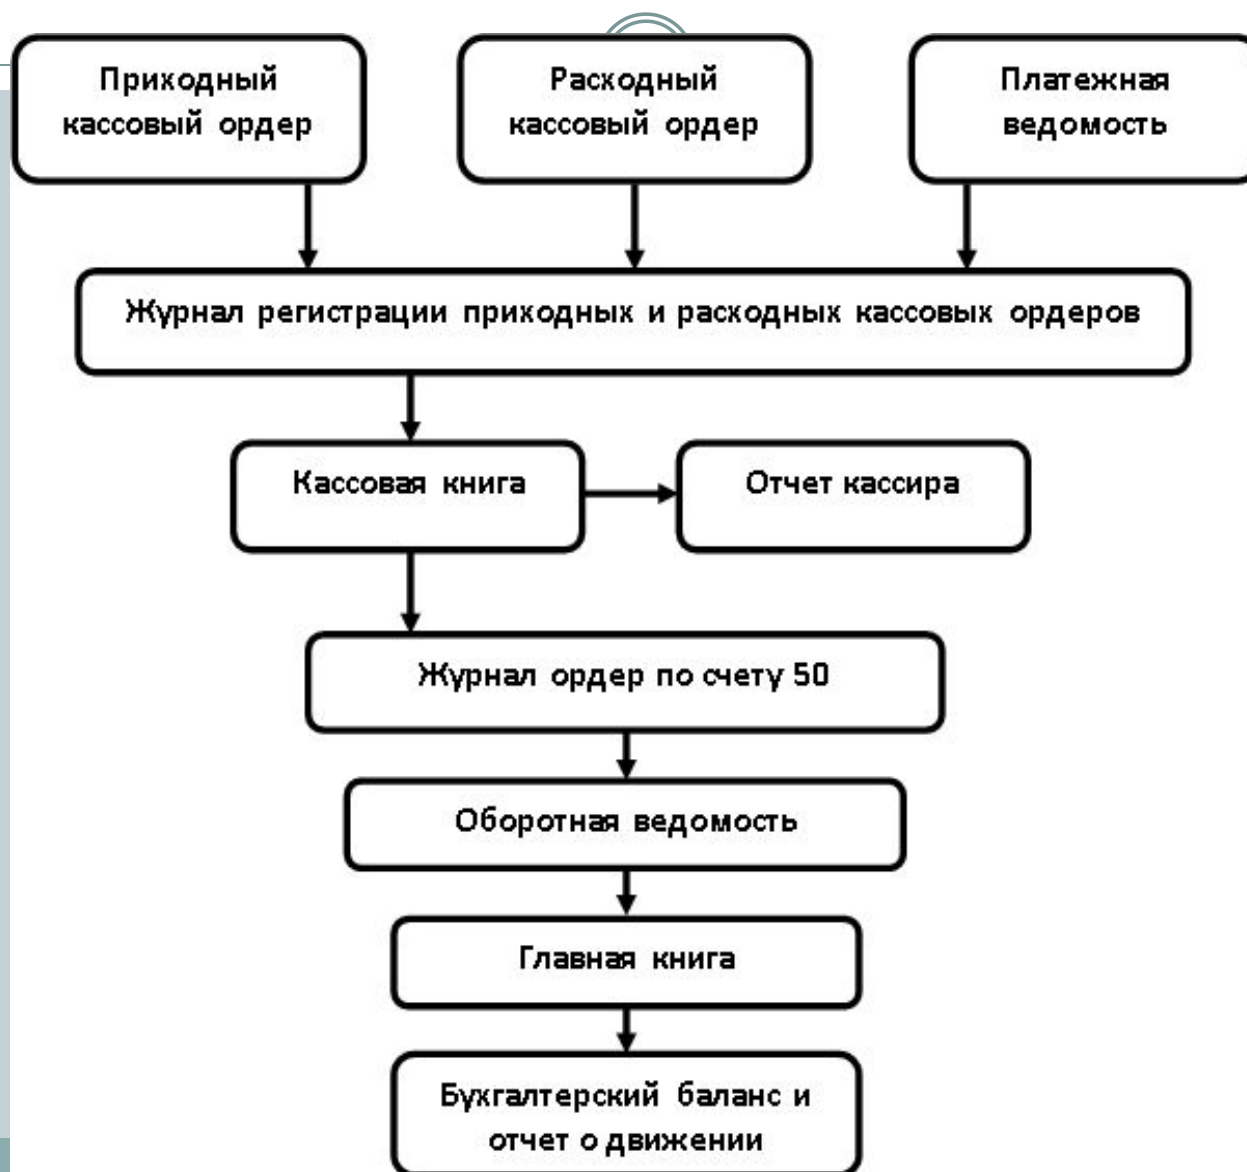 Приходный
кассовый ордер
Расходный
кассовый ордер
Платежная
ведомость
Журнал регистрации приходных и расходных кассовых ордеров
Кассовая книга
Отчет кассира
Журнал ордер по счету 50
Оборотная ведомость
Главная книга
Бухгалтерский баланс и
отчет о движении